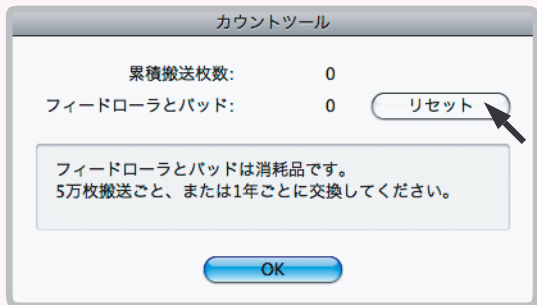 カウントツール
累積搬送枚数: 0
フィードローラとパッド: 0 リセット
フィードローラとパッドは消耗品です。
5万枚搬送ごと、または1年ごとに交換してください。
OK